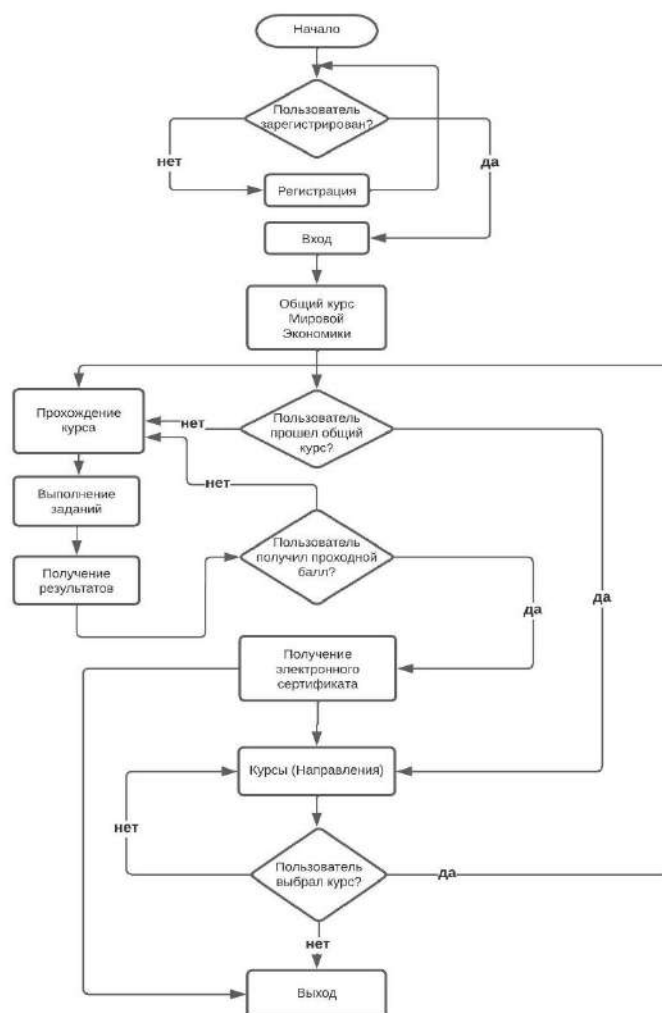 Начало
Пользователь
зарегистрирован?
нет
да
Регистрация
Вход
Общий курс
Мировой
Экономики
Прохождение
курса
нет
Пользователь
прошел общий
курс?
нет
Выполнение
заданий
Пользователь
получил проходной
балл?
Получение
результатов
да
да
Получение
электронного
сертификата
Курсы (Направления)
нет
Пользователь
выбрал курс?
да
нет
Выход